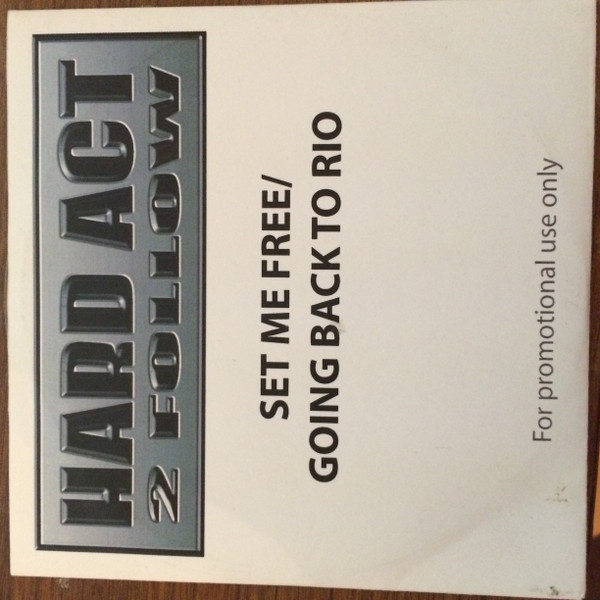 HARD ACT
2 FOLLOW
SET ME FREE/
GOING BACK TO RIO
For promotional use only